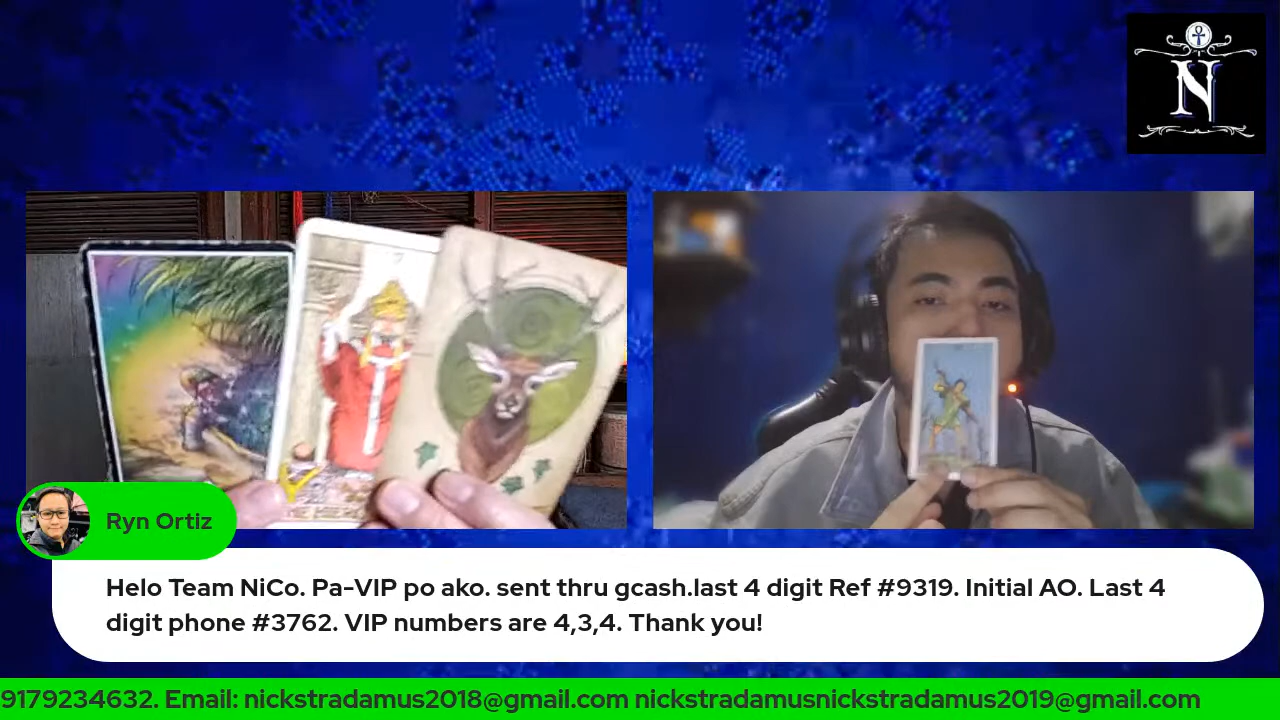 N
Ryn Ortiz
Helo Team NiCo. Pa-VIP po ako. sent thru gcash.last 4 digit Ref #9319. Initial AO. Last 4
digit phone #3762. VIP numbers are 4,3,4. Thank you!
9179234632. Email: nickstradamus2018@gmail.com nickstradamusnickstradamus2019@gmail.com